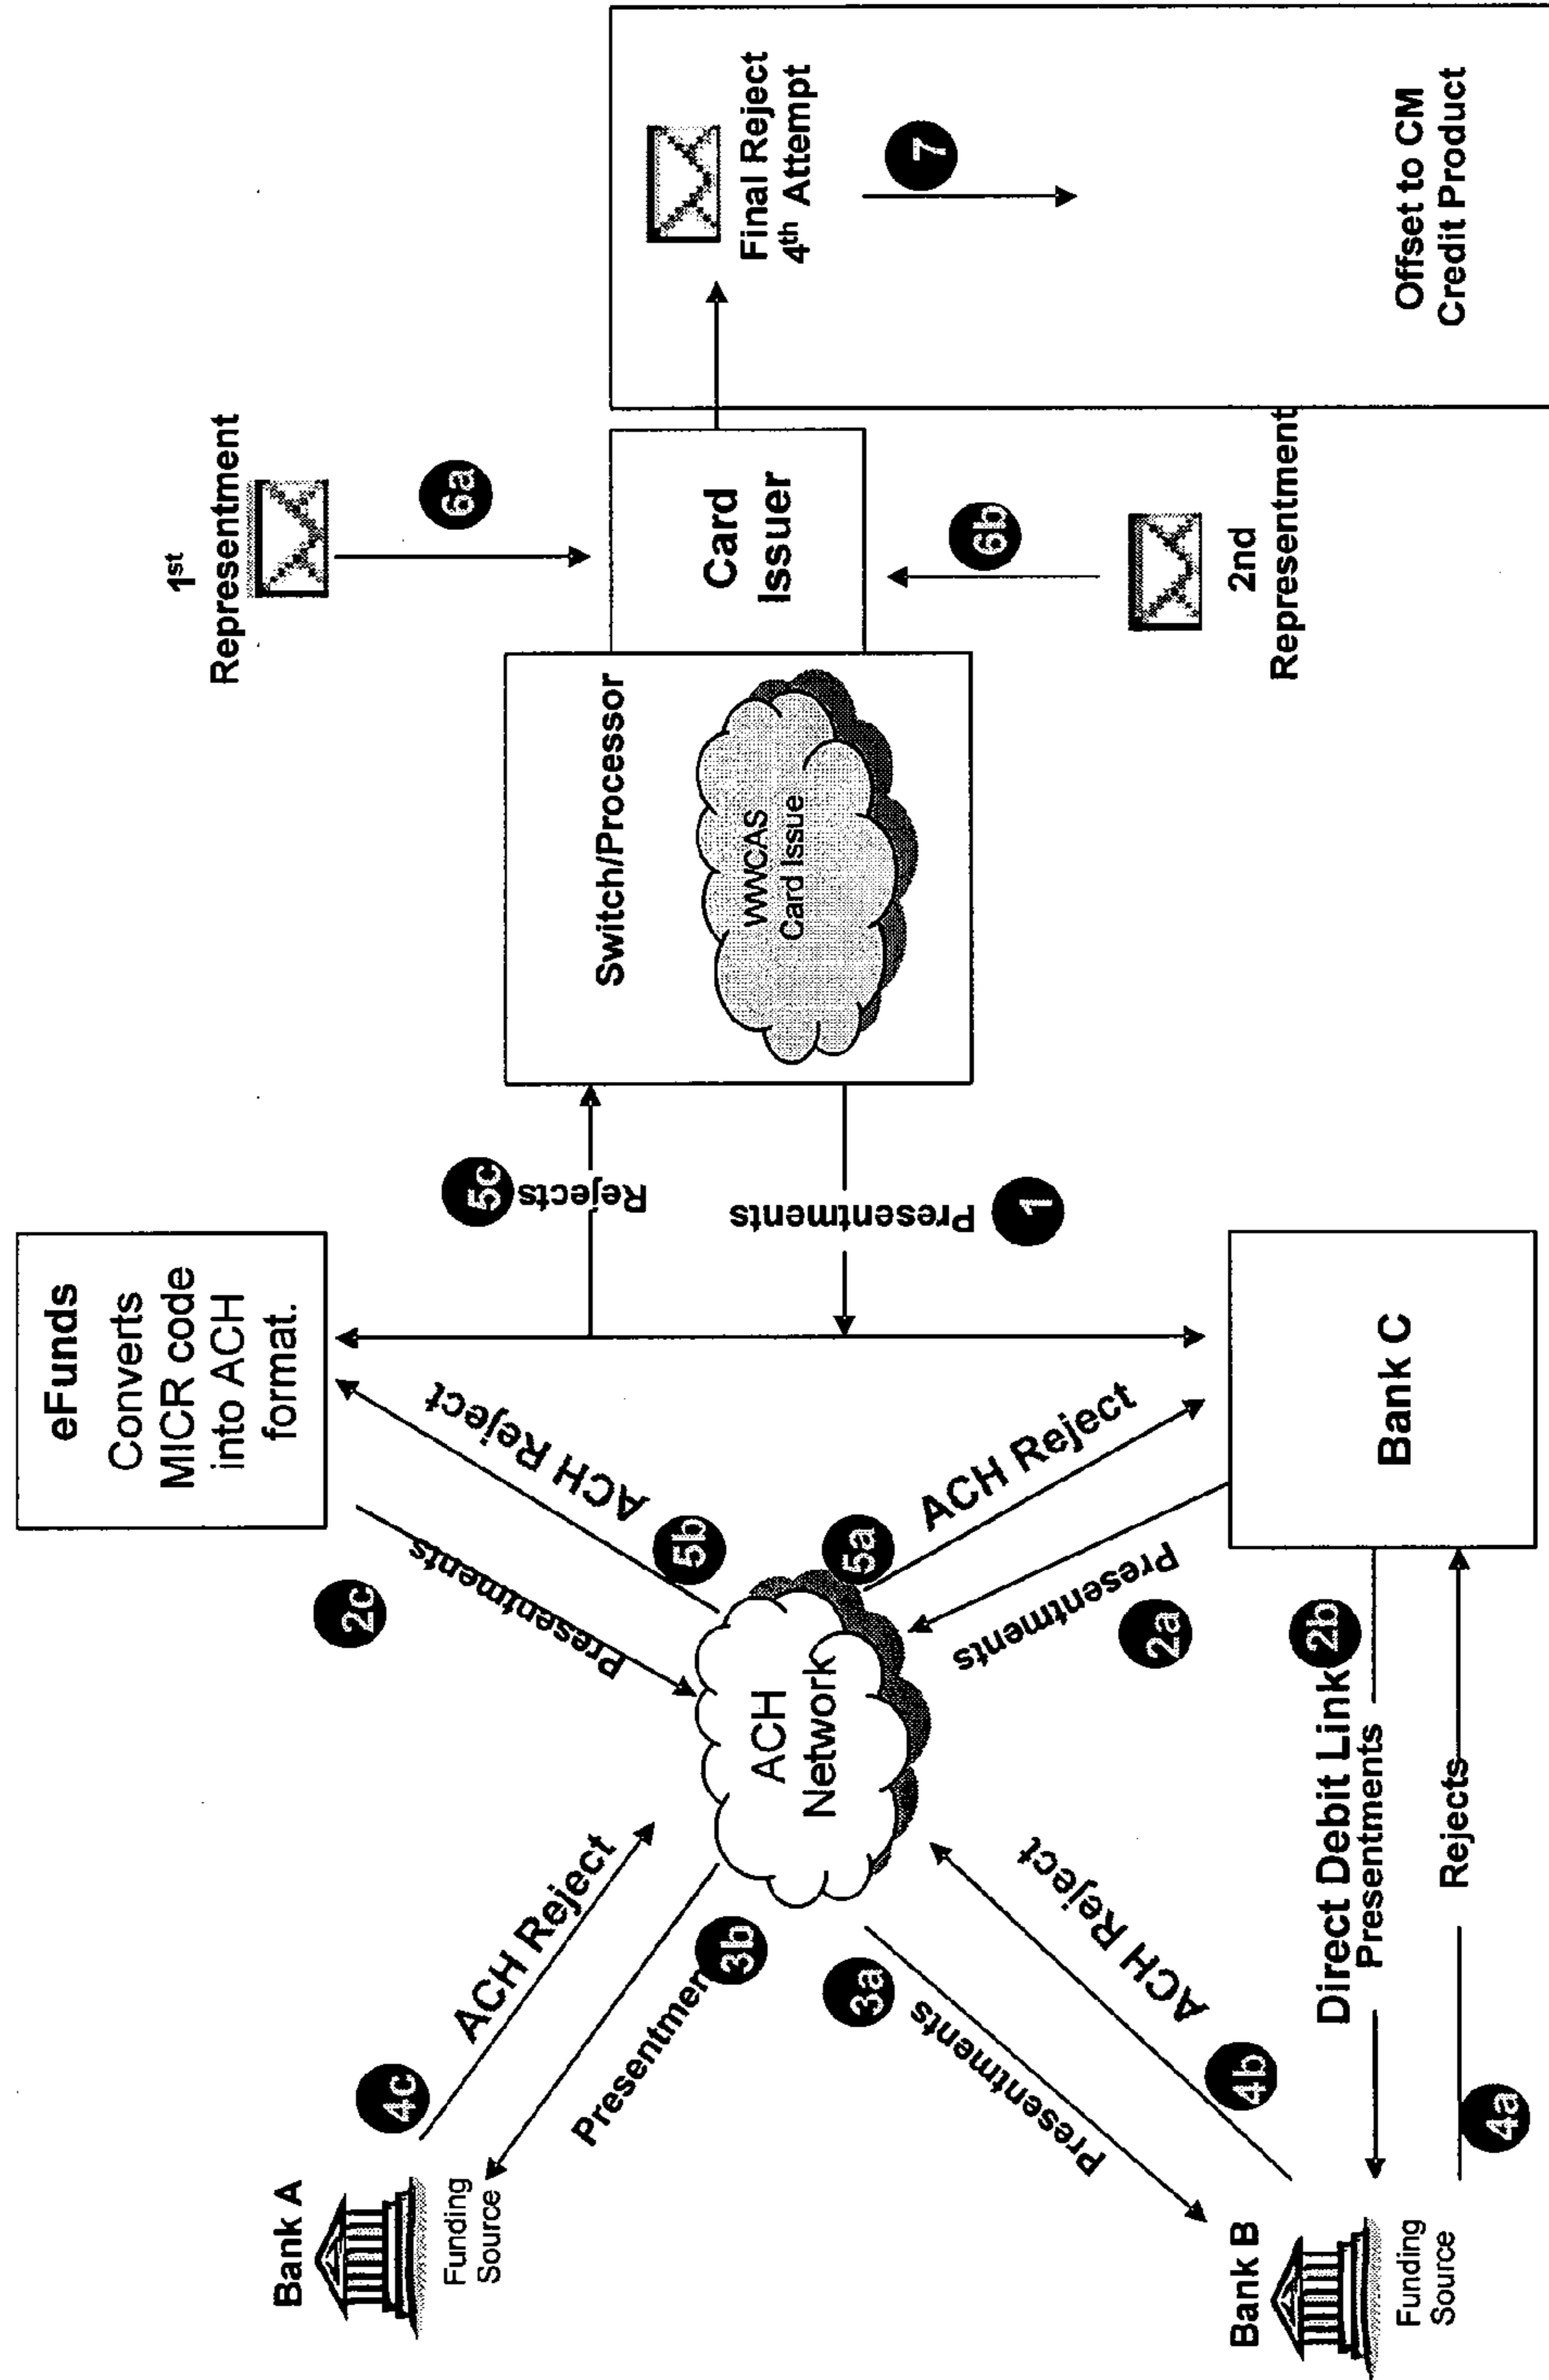 Bank A
Funding
Source
4c
ACH Reject
Presentmen
3b
2c
Presentments
ACH Reject
5b
eFunds
Converts
MICR code
into ACH
format.
ACH
Network
5c
Rejects
Presentments
1
Switch/Processor
WWCAS
Card Issue
1st
Representment
6a
Card
Issuer
6b
2nd
Representment
Final Reject
4th Attempt
7
Offset to CM
Credit Product
3a
Presentments
ACH Reject
4b
5a
ACH Reject
Presentments
2a
Bank B
Funding
Source
Direct Debit Link
2b
Presentments
Rejects
4a
Bank C